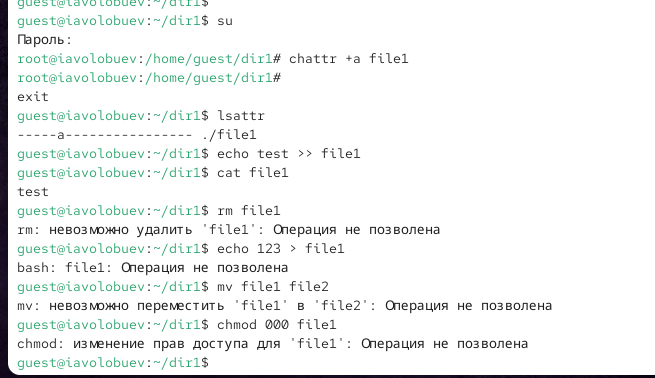 guest@iavolobuev:~/dir1$
guest@iavolobuev:~/dir1$ su
Пароль:
root@iavolobuev:/home/guest/dir1# chattr +a file1
root@iavolobuev:/home/guest/dir1#
exit
guest@iavolobuev:~/dir1$ lsattr
-----a---------------- ./file1
guest@iavolobuev:~/dir1$ echo test >> file1
guest@iavolobuev:~/dir1$ cat file1
test
guest@iavolobuev:~/dir1$ rm file1
rm: невозможно удалить 'file1': Операция не позволена
guest@iavolobuev:~/dir1$ echo 123 > file1
bash: file1: Операция не позволена
guest@iavolobuev:~/dir1$ mv file1 file2
mv: невозможно переместить 'file1' в 'file2': Операция не позволена
guest@iavolobuev:~/dir1$ chmod 000 file1
chmod: изменение прав доступа для 'file1': Операция не позволена
guest@iavolobuev:~/dir1$